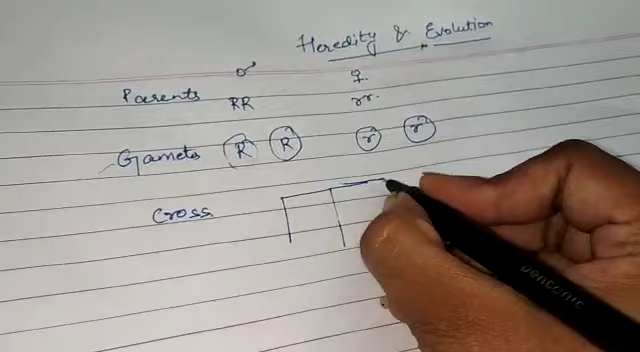 Heredity & Evolution
♂ ♀
Parents RR rr.
Gametes R R r r
Cross